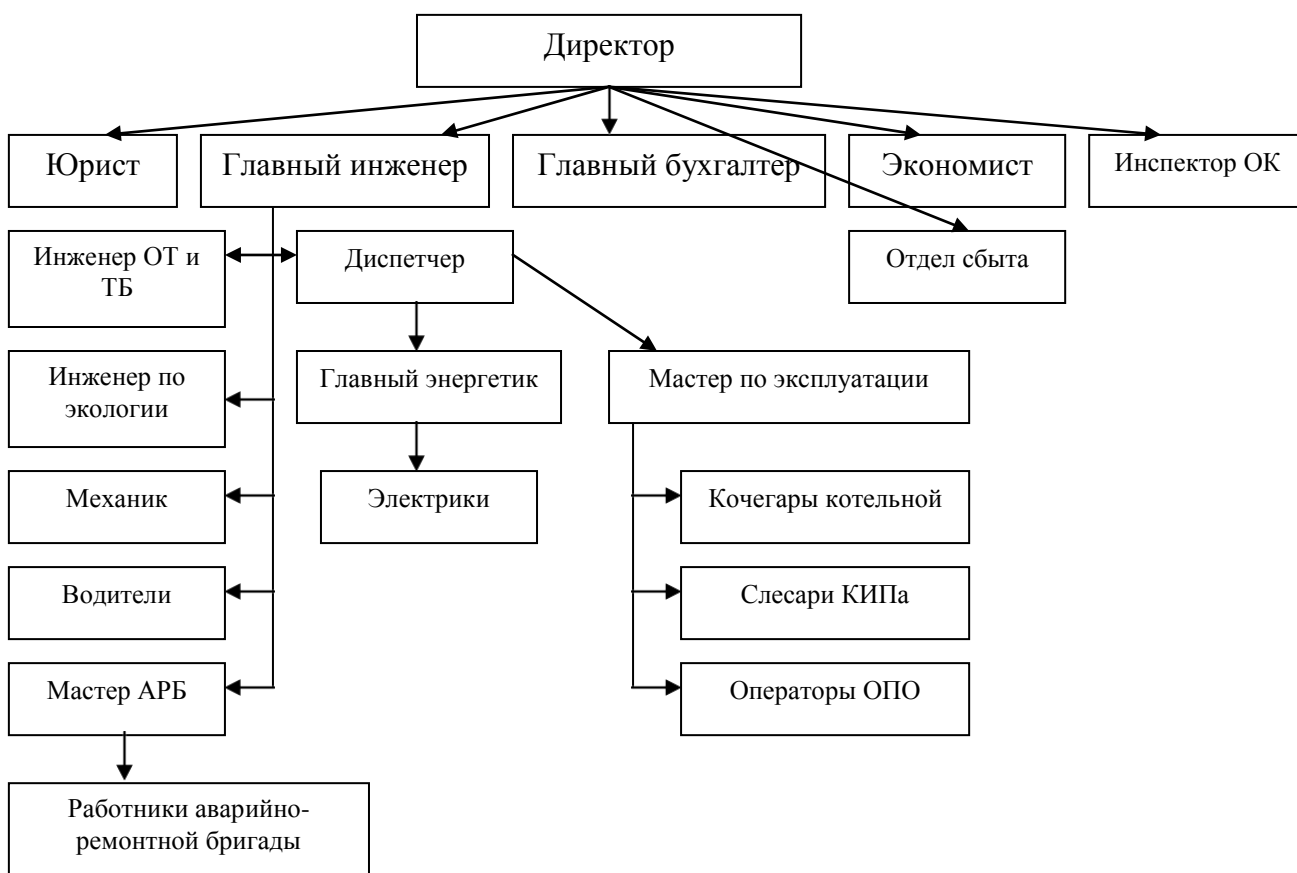 Директор
Юрист
Главный инженер
Главный бухгалтер
Экономист
Инспектор ОК
Инженер ОТ и
ТБ
Диспетчер
Отдел сбыта
Инженер по
экологии
Главный энергетик
Мастер по эксплуатации
Механик
Электрики
Кочегары котельной
Водители
Слесари КИПа
Мастер АРБ
Операторы ОПО
Работники аварийно-
ремонтной бригады